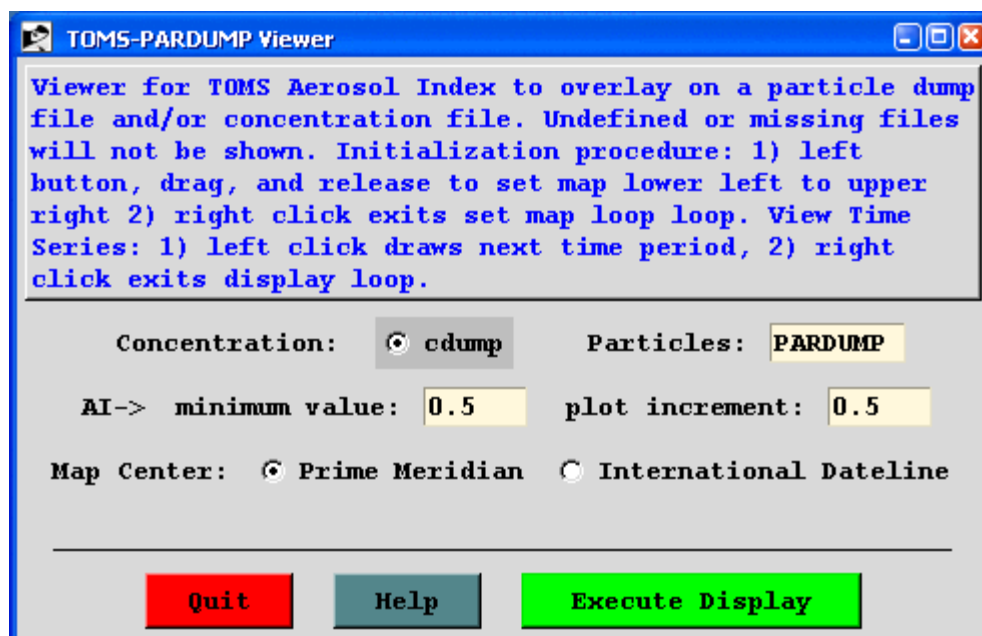 TOMS-PARDUMP Viewer
Viewer for TOMS Aerosol Index to overlay on a particle dump
file and/or concentration file. Undefined or missing files
will not be shown. Initialization procedure: 1) left
button, drag, and release to set map lower left to upper
right 2) right click exits set map loop loop. View Time
Series: 1) left click draws next time period, 2) right
click exits display loop.
Concentration: cdump Particles: PARDUMP
AI-> minimum value: 0.5 plot increment: 0.5
Map Center: Prime Meridian International Dateline
Quit Help Execute Display